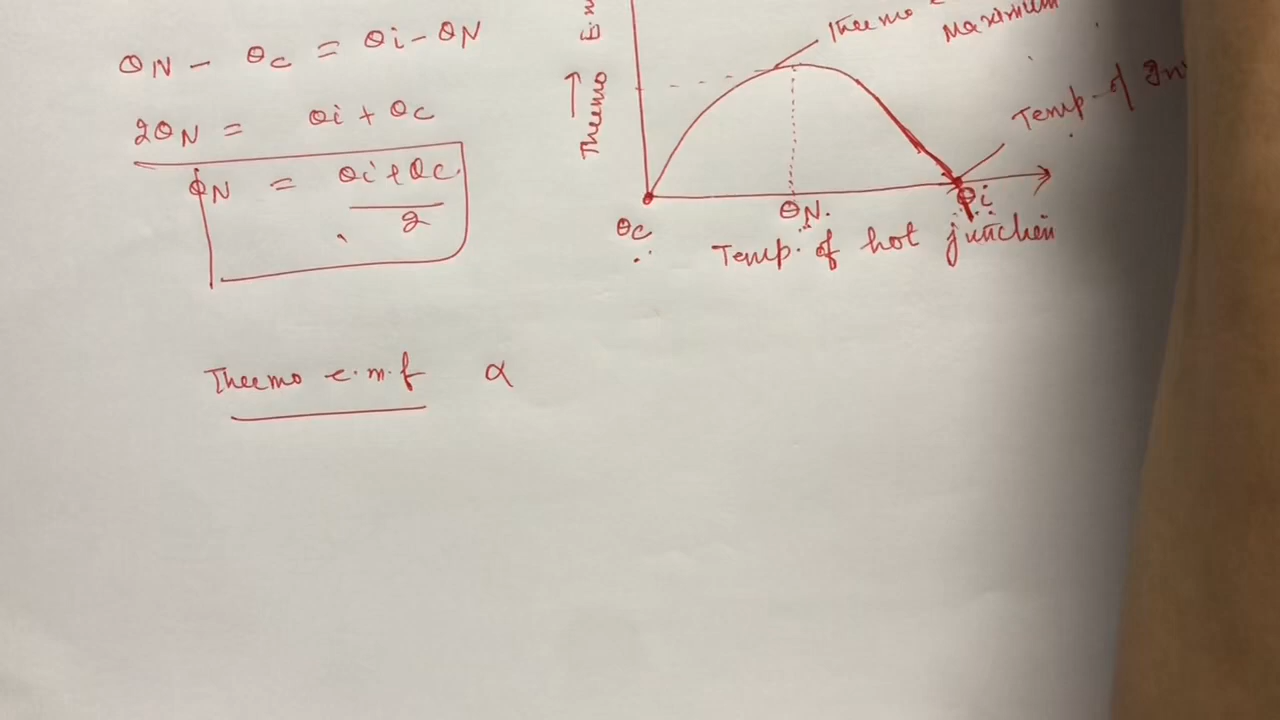 θN - θc = θi - θN
2θN = θi + θc
θN = θi + θc / 2
Thermo e.m.f α
Thermo
Thermo
Maximum
Temp. of
θc
θN.
θi
Temp. of hot junction